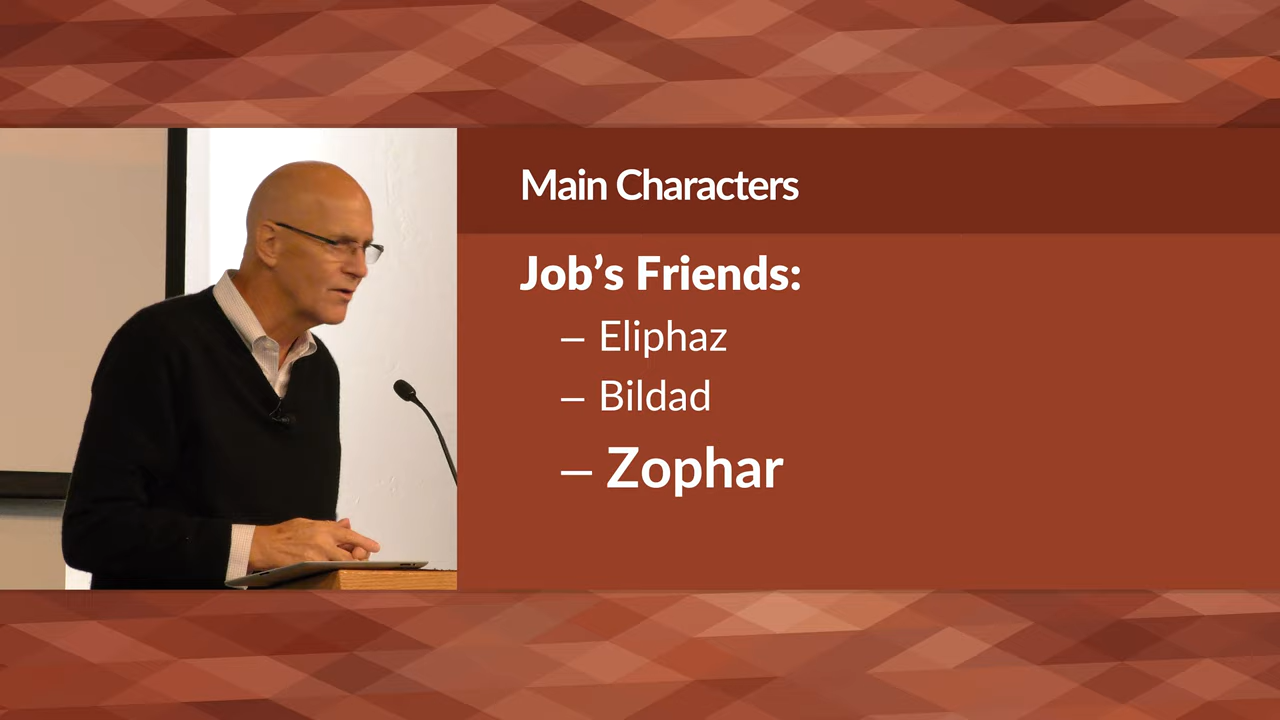 Main Characters
Job’s Friends:
– Eliphaz
– Bildad
– Zophar